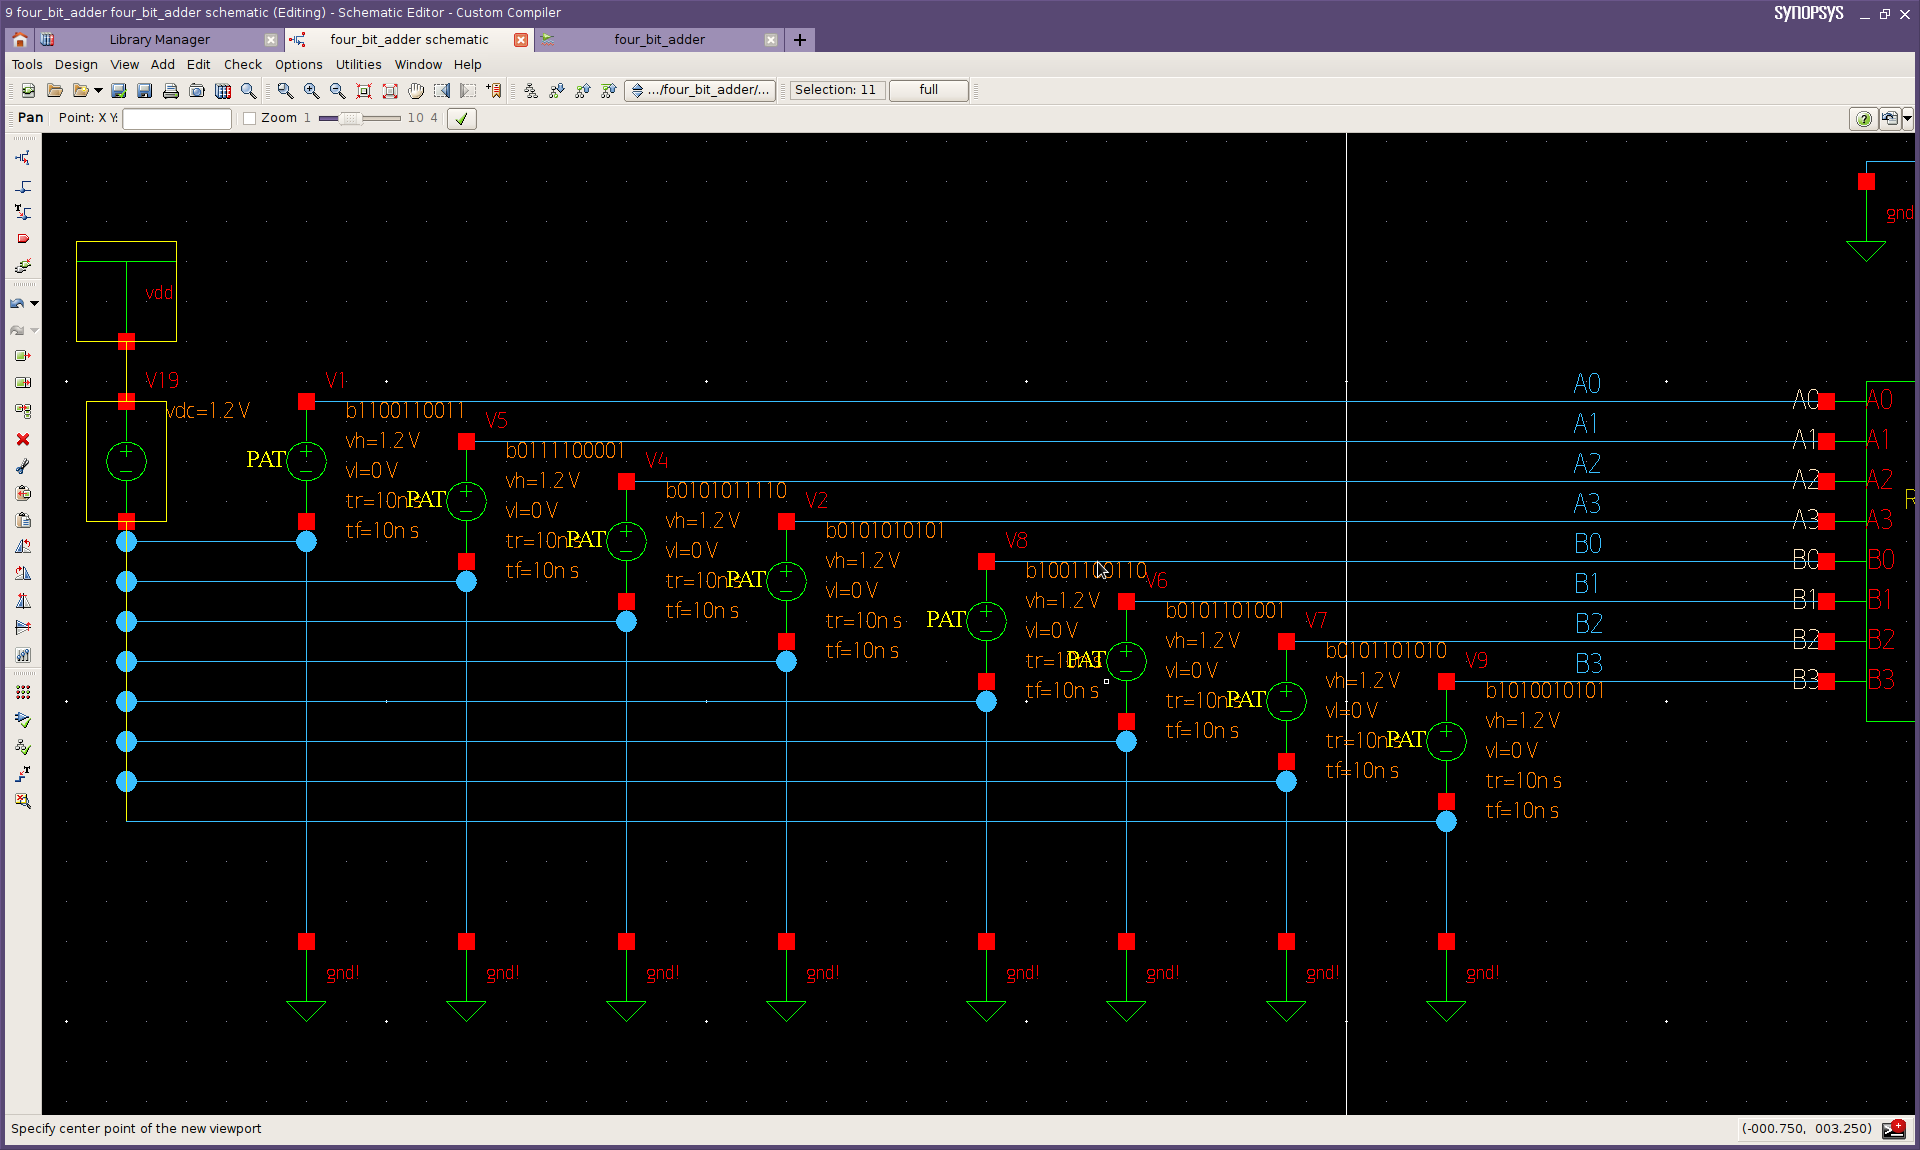 9 four_bit_adder four_bit_adder schematic (Editing) - Schematic Editor - Custom Compiler
SYNOPSYS
Library Manager
four_bit_adder schematic
four_bit_adder
Tools Design View Add Edit Check Options Utilities Window Help
.../four_bit_adder/...
Selection: 11
full
Pan Point: X Y: Zoom 1 10 4
gnd
vdd
V19
vdc=1.2 V
V1
PAT
b1100110011
vh=1.2 V
vl=0 V
tr=10n s
tf=10n s
V5
PAT
b0111100001
vh=1.2 V
vl=0 V
tr=10n s
tf=10n s
V4
PAT
b0101011110
vh=1.2 V
vl=0 V
tr=10n s
tf=10n s
V2
PAT
b0101010101
vh=1.2 V
vl=0 V
tr=10n s
tf=10n s
V8
PAT
b1001100110
vh=1.2 V
vl=0 V
tr=10n s
tf=10n s
V6
PAT
b0101101001
vh=1.2 V
vl=0 V
tr=10n s
tf=10n s
V7
PAT
b0101101010
vh=1.2 V
vl=0 V
tr=10n s
tf=10n s
V9
PAT
b1010010101
vh=1.2 V
vl=0 V
tr=10n s
tf=10n s
A0
A1
A2
A3
B0
B1
B2
B3
A0 A0
A1 A1
A2 A2
A3 A3
B0 B0
B1 B1
B2 B2
B3 B3
gnd! gnd! gnd! gnd! gnd! gnd! gnd! gnd!
Specify center point of the new viewport
(-000.750, 003.250)